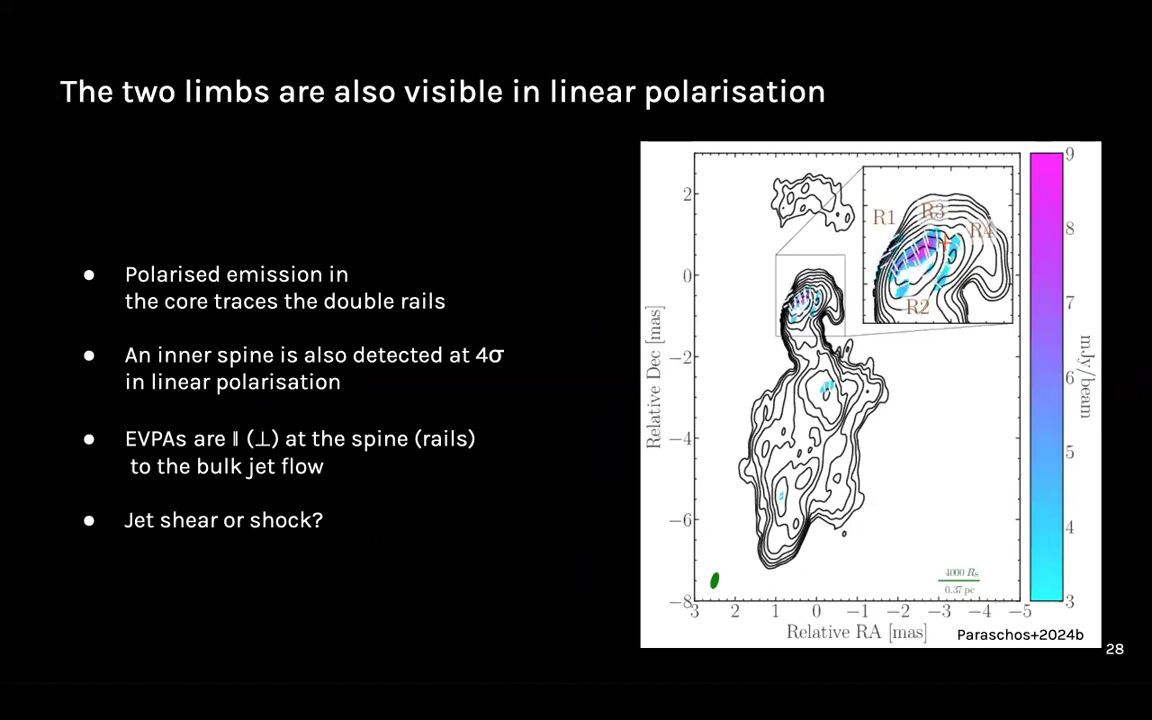 The two limbs are also visible in linear polarisation
● Polarised emission in
the core traces the double rails
● An inner spine is also detected at 4σ
in linear polarisation
● EVPAs are ∥ (⊥) at the spine (rails)
to the bulk jet flow
● Jet shear or shock?
R1
R3
R4
R2
2
0
−2
−4
−6
−8
3 2 1 0 −1 −2 −3 −4 −5
Relative Dec [mas]
Relative RA [mas]
4000 R_S
0.37 pc
9
8
7
6
5
4
3
mJy/beam
Paraschos+2024b
28